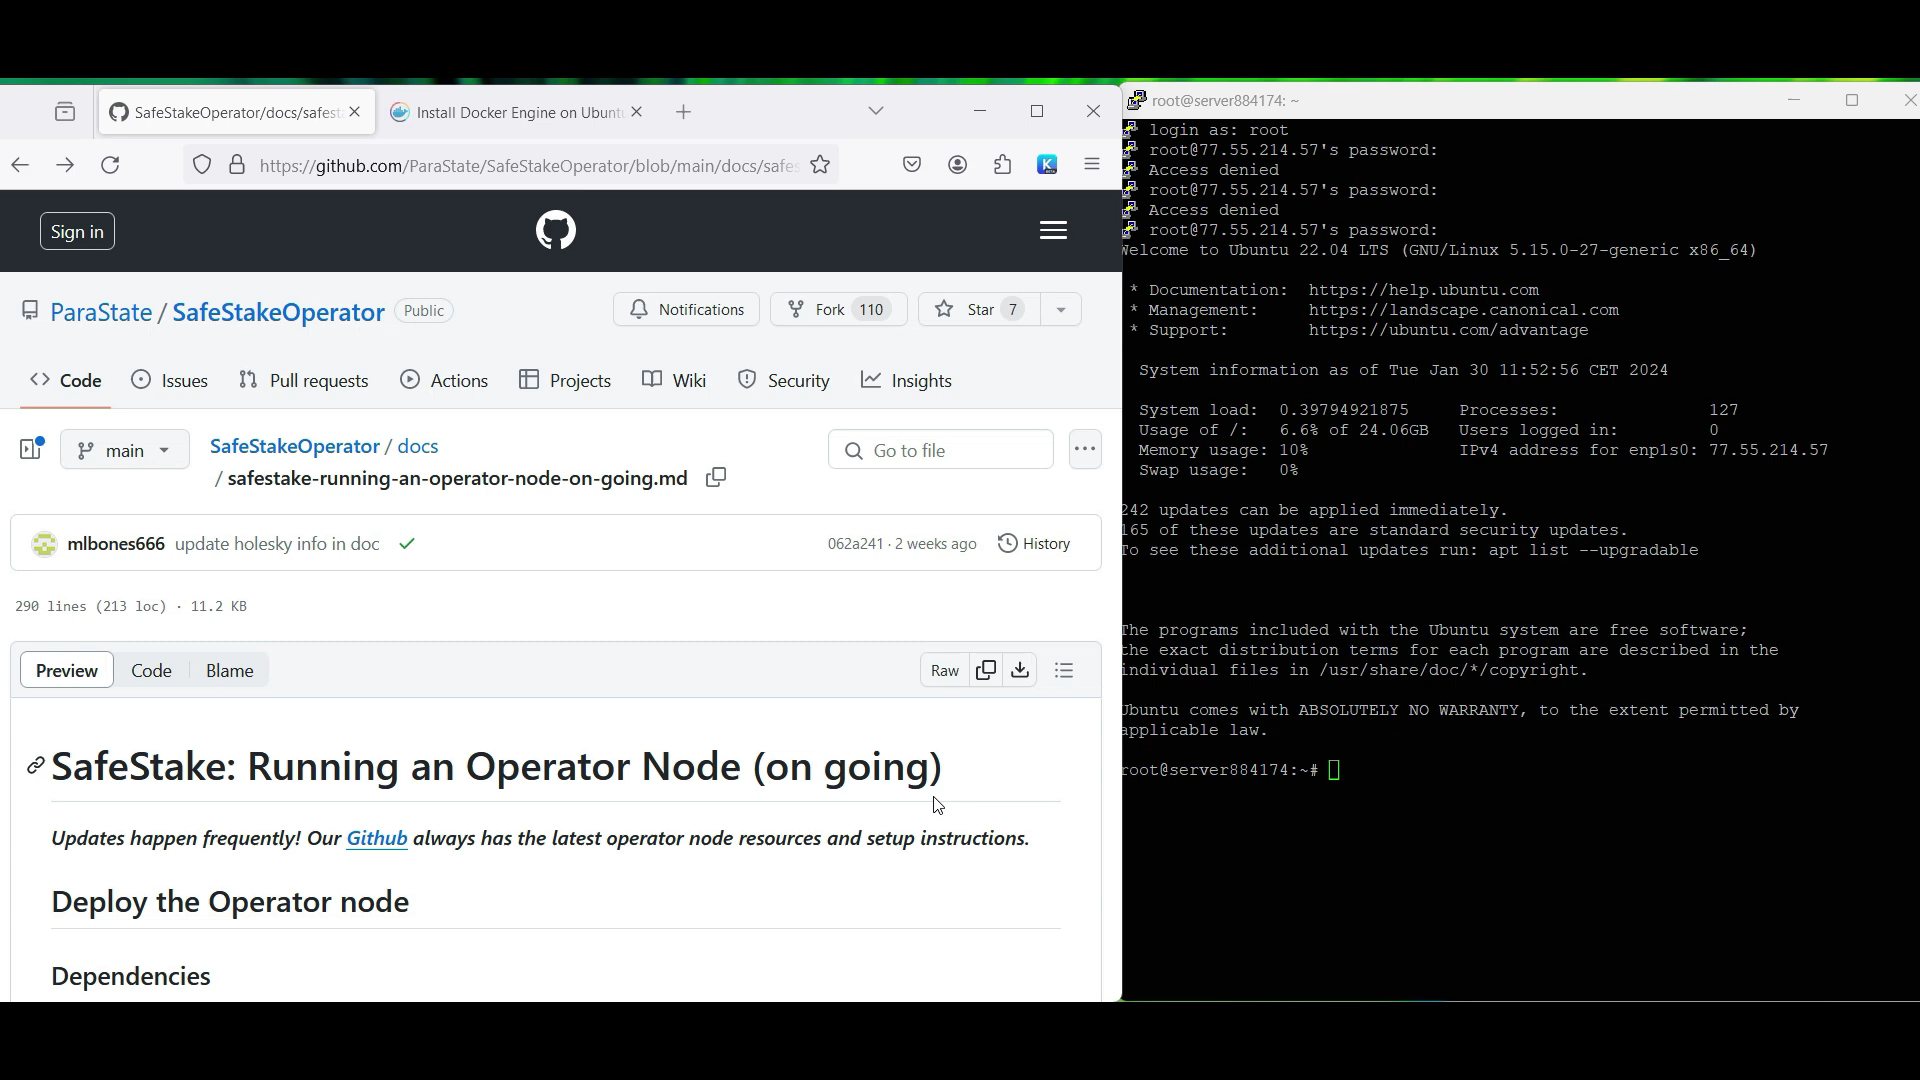 SafeStakeOperator/docs/safest
Install Docker Engine on Ubunt
https://github.com/ParaState/SafeStakeOperator/blob/main/docs/safes
Sign in
ParaState / SafeStakeOperator Public
Notifications
Fork 110
Star 7
Code
Issues
Pull requests
Actions
Projects
Wiki
Security
Insights
main
SafeStakeOperator / docs
/ safestake-running-an-operator-node-on-going.md
Go to file
mlbones666 update holesky info in doc
062a241 · 2 weeks ago
History
290 lines (213 loc) · 11.2 KB
Preview
Code
Blame
Raw
SafeStake: Running an Operator Node (on going)
Updates happen frequently! Our Github always has the latest operator node resources and setup instructions.
Deploy the Operator node
Dependencies
root@server884174: ~
login as: root
root@77.55.214.57's password:
Access denied
root@77.55.214.57's password:
Access denied
root@77.55.214.57's password:
Welcome to Ubuntu 22.04 LTS (GNU/Linux 5.15.0-27-generic x86_64)
* Documentation: https://help.ubuntu.com
* Management: https://landscape.canonical.com
* Support: https://ubuntu.com/advantage
System information as of Tue Jan 30 11:52:56 CET 2024
System load: 0.39794921875 Processes: 127
Usage of /: 6.6% of 24.06GB Users logged in: 0
Memory usage: 10% IPv4 address for enp1s0: 77.55.214.57
Swap usage: 0%
242 updates can be applied immediately.
165 of these updates are standard security updates.
To see these additional updates run: apt list --upgradable
The programs included with the Ubuntu system are free software;
the exact distribution terms for each program are described in the
individual files in /usr/share/doc/*/copyright.
Ubuntu comes with ABSOLUTELY NO WARRANTY, to the extent permitted by
applicable law.
root@server884174:~#